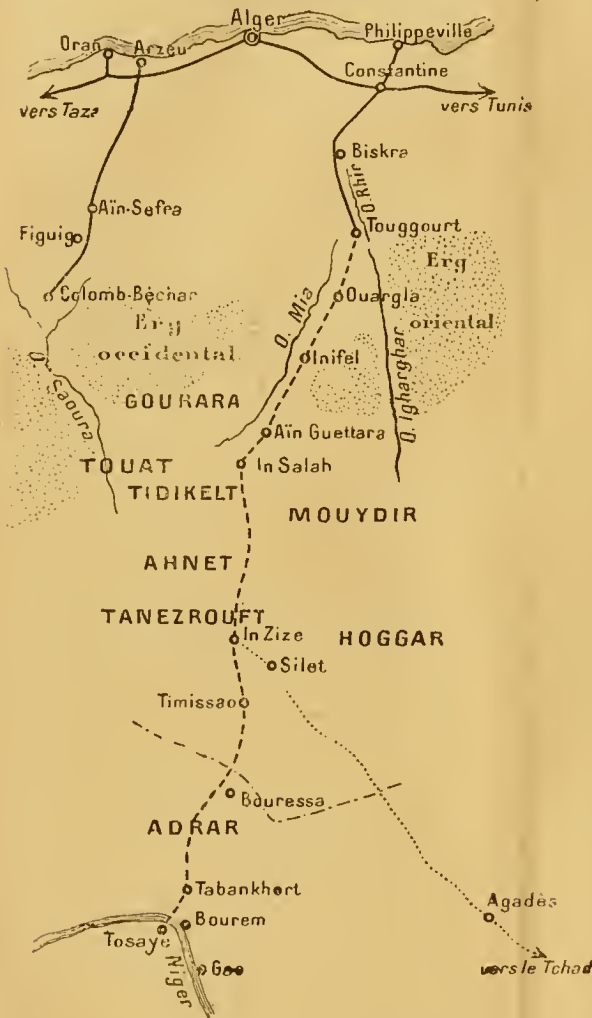 Alger
Philippeville
Oran
Arzeu
Constantine
vers Taza
vers Tunis
Biskra
O. Rhir
Aïn-Sefra
Figuig
Touggourt
Erg
oriental
Colomb-Béchar
Ouargla
O. Mia
Erg
occidental
Inifel
O. Igharghar
O. Saoura
GOURARA
Aïn Guettara
TOUAT
In Salah
TIDIKELT
MOUYDIR
AHNET
TANEZROUFT
In Zize
HOGGAR
Silet
Timissao
Bouressa
ADRAR
Tabankhort
Agadès
Bourem
Tosaye
vers le Tchad
Gao
Niger